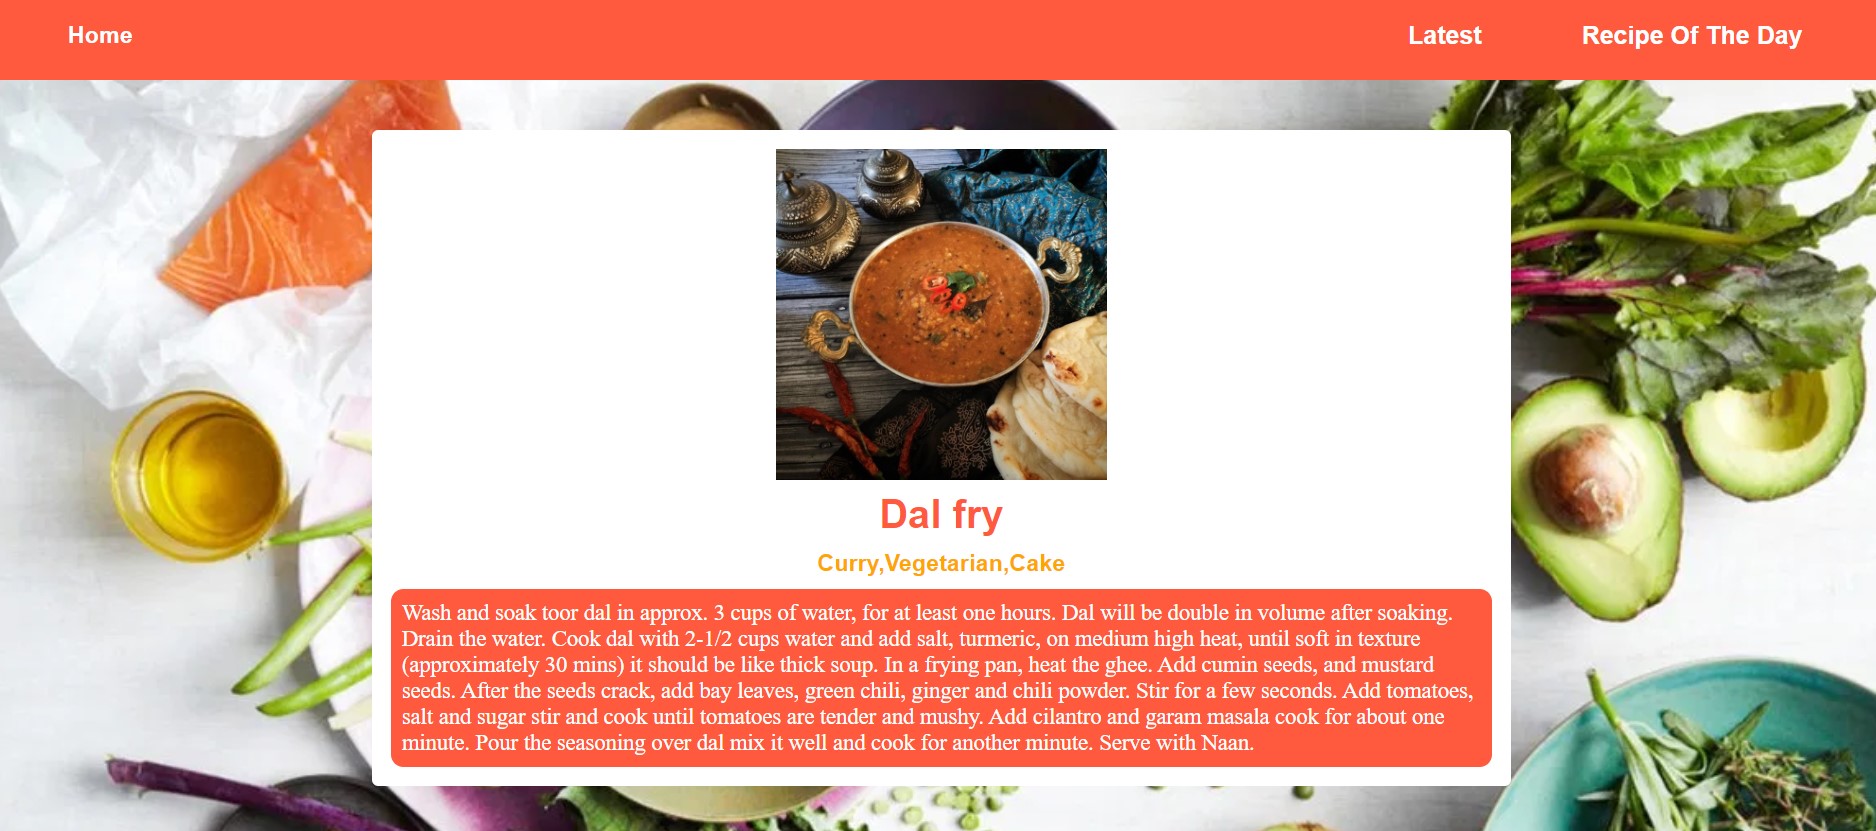 Home
Latest
Recipe Of The Day
Dal fry
Curry,Vegetarian,Cake
Wash and soak toor dal in approx. 3 cups of water, for at least one hours. Dal will be double in volume after soaking.
Drain the water. Cook dal with 2-1/2 cups water and add salt, turmeric, on medium high heat, until soft in texture
(approximately 30 mins) it should be like thick soup. In a frying pan, heat the ghee. Add cumin seeds, and mustard
seeds. After the seeds crack, add bay leaves, green chili, ginger and chili powder. Stir for a few seconds. Add tomatoes,
salt and sugar stir and cook until tomatoes are tender and mushy. Add cilantro and garam masala cook for about one
minute. Pour the seasoning over dal mix it well and cook for another minute. Serve with Naan.